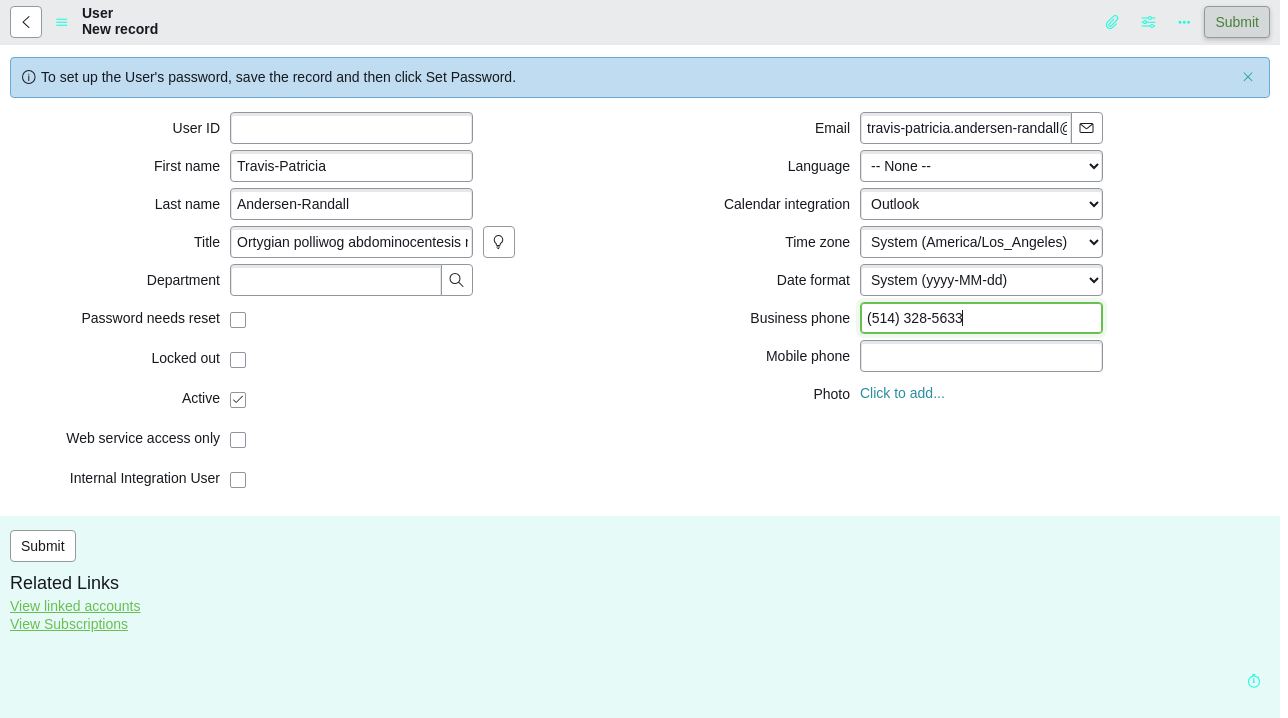 User
New record
Submit
To set up the User's password, save the record and then click Set Password.
User ID
First name Travis-Patricia
Last name Andersen-Randall
Title Ortygian polliwog abdominocentesis
Department
Password needs reset
Locked out
Active
Web service access only
Internal Integration User
Email travis-patricia.andersen-randall@
Language -- None --
Calendar integration Outlook
Time zone System (America/Los_Angeles)
Date format System (yyyy-MM-dd)
Business phone (514) 328-5633
Mobile phone
Photo Click to add...
Submit
Related Links
View linked accounts
View Subscriptions